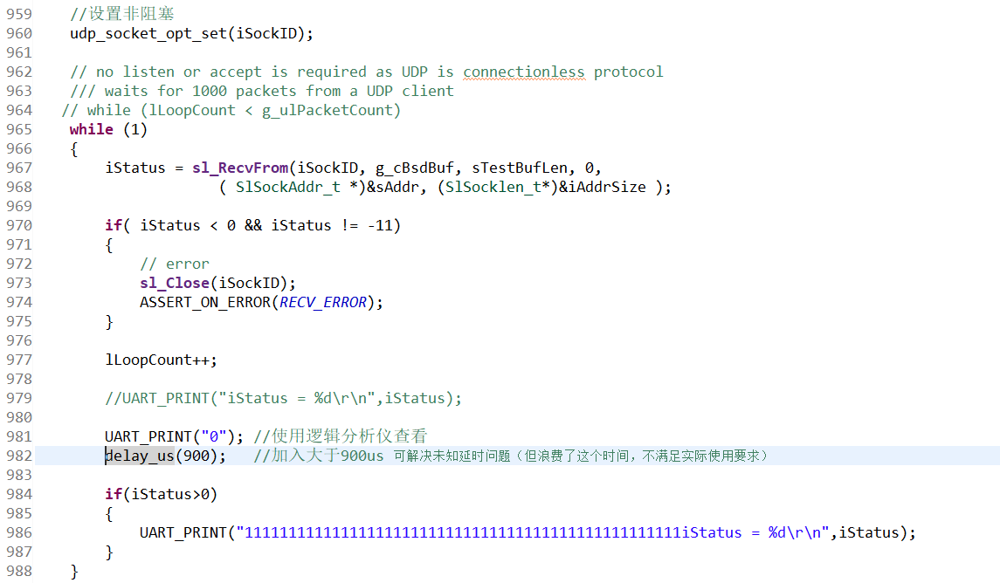 959 //设置非阻塞
960 udp_socket_opt_set(iSockID);
961
962 // no listen or accept is required as UDP is connectionless protocol
963 /// waits for 1000 packets from a UDP client
964 // while (lLoopCount < g_ulPacketCount)
965 while (1)
966 {
967 iStatus = sl_RecvFrom(iSockID, g_cBsdBuf, sTestBufLen, 0,
968 ( SlSockAddr_t *)&sAddr, (SlSocklen_t*)&iAddrSize );
969
970 if( iStatus < 0 && iStatus != -11)
971 {
972 // error
973 sl_Close(iSockID);
974 ASSERT_ON_ERROR(RECV_ERROR);
975 }
976
977 lLoopCount++;
978
979 //UART_PRINT("iStatus = %d\r\n",iStatus);
980
981 UART_PRINT("0"); //使用逻辑分析仪查看
982 delay_us(900); //加入大于900us 可解决未知延时问题（但浪费了这个时间，不满足实际使用要求）
983
984 if(iStatus>0)
985 {
986 UART_PRINT("11111111111111111111111111111111111111111111111111iStatus = %d\r\n",iStatus);
987 }
988 }